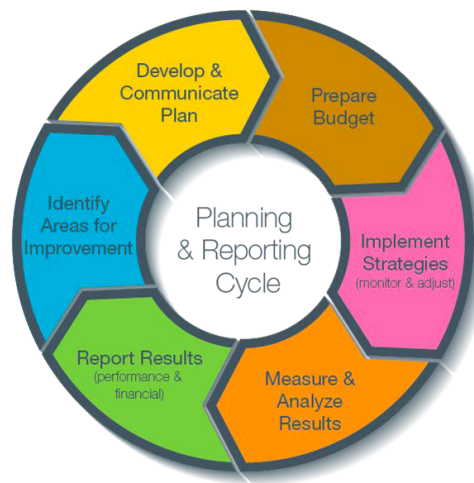 Develop &
Communicate
Plan
Prepare
Budget
Implement
Strategies
(monitor & adjust)
Measure &
Analyze
Results
Report Results
(performance &
financial)
Identify
Areas for
Improvement
Planning
& Reporting
Cycle